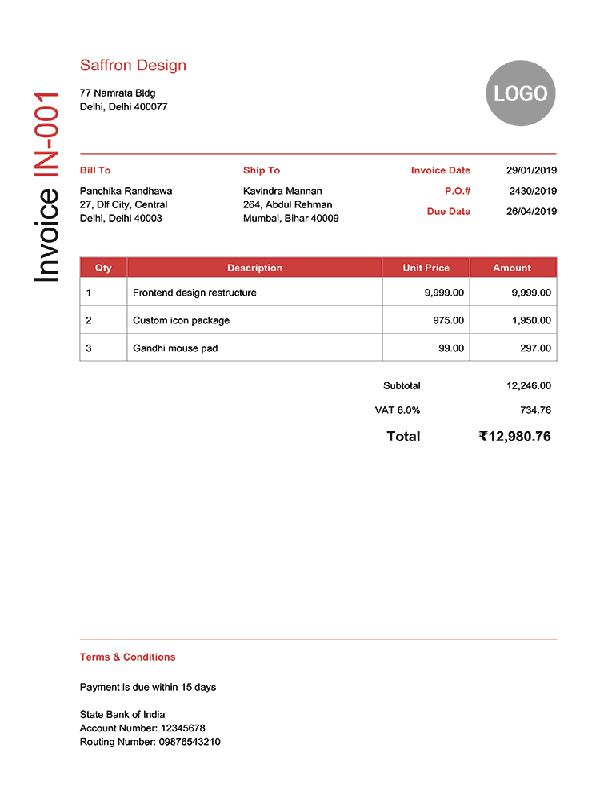 Saffron Design
77 Namrata Bldg
Delhi, Delhi 400077
LOGO
Invoice IN-001
Bill To
Panchika Randhawa
27, Dlf City, Central
Delhi, Delhi 40003
Ship To
Kavindra Mannan
264, Abdul Rehman
Mumbai, Bihar 40009
Invoice Date 29/01/2019
P.O.# 2430/2019
Due Date 26/04/2019
Qty Description Unit Price Amount
1 Frontend design restructure 9,999.00 9,999.00
2 Custom icon package 975.00 1,950.00
3 Gandhi mouse pad 99.00 297.00
Subtotal 12,246.00
VAT 6.0% 734.76
Total ₹12,980.76
Terms & Conditions
Payment is due within 15 days
State Bank of India
Account Number: 12345678
Routing Number: 09876543210